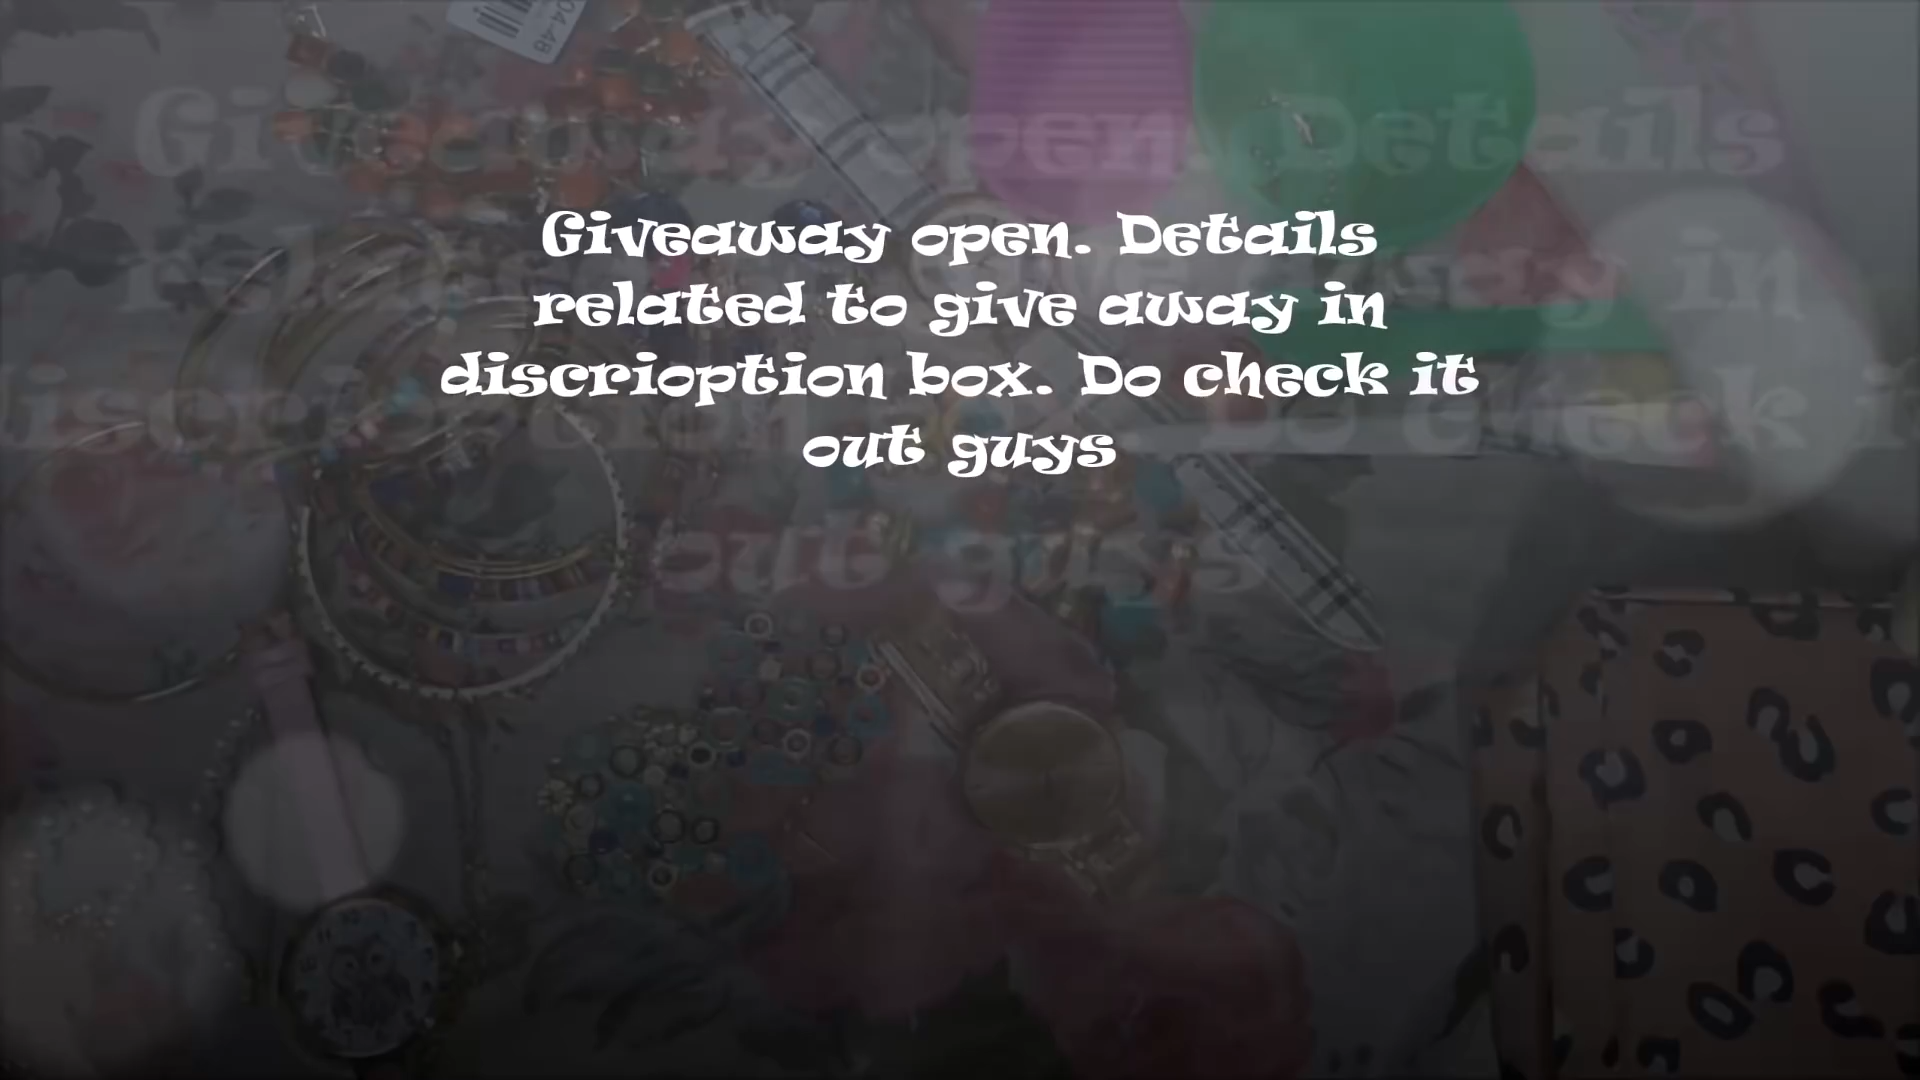 Giveaway open. Details
related to give away in
discrioption box. Do check it
out guys